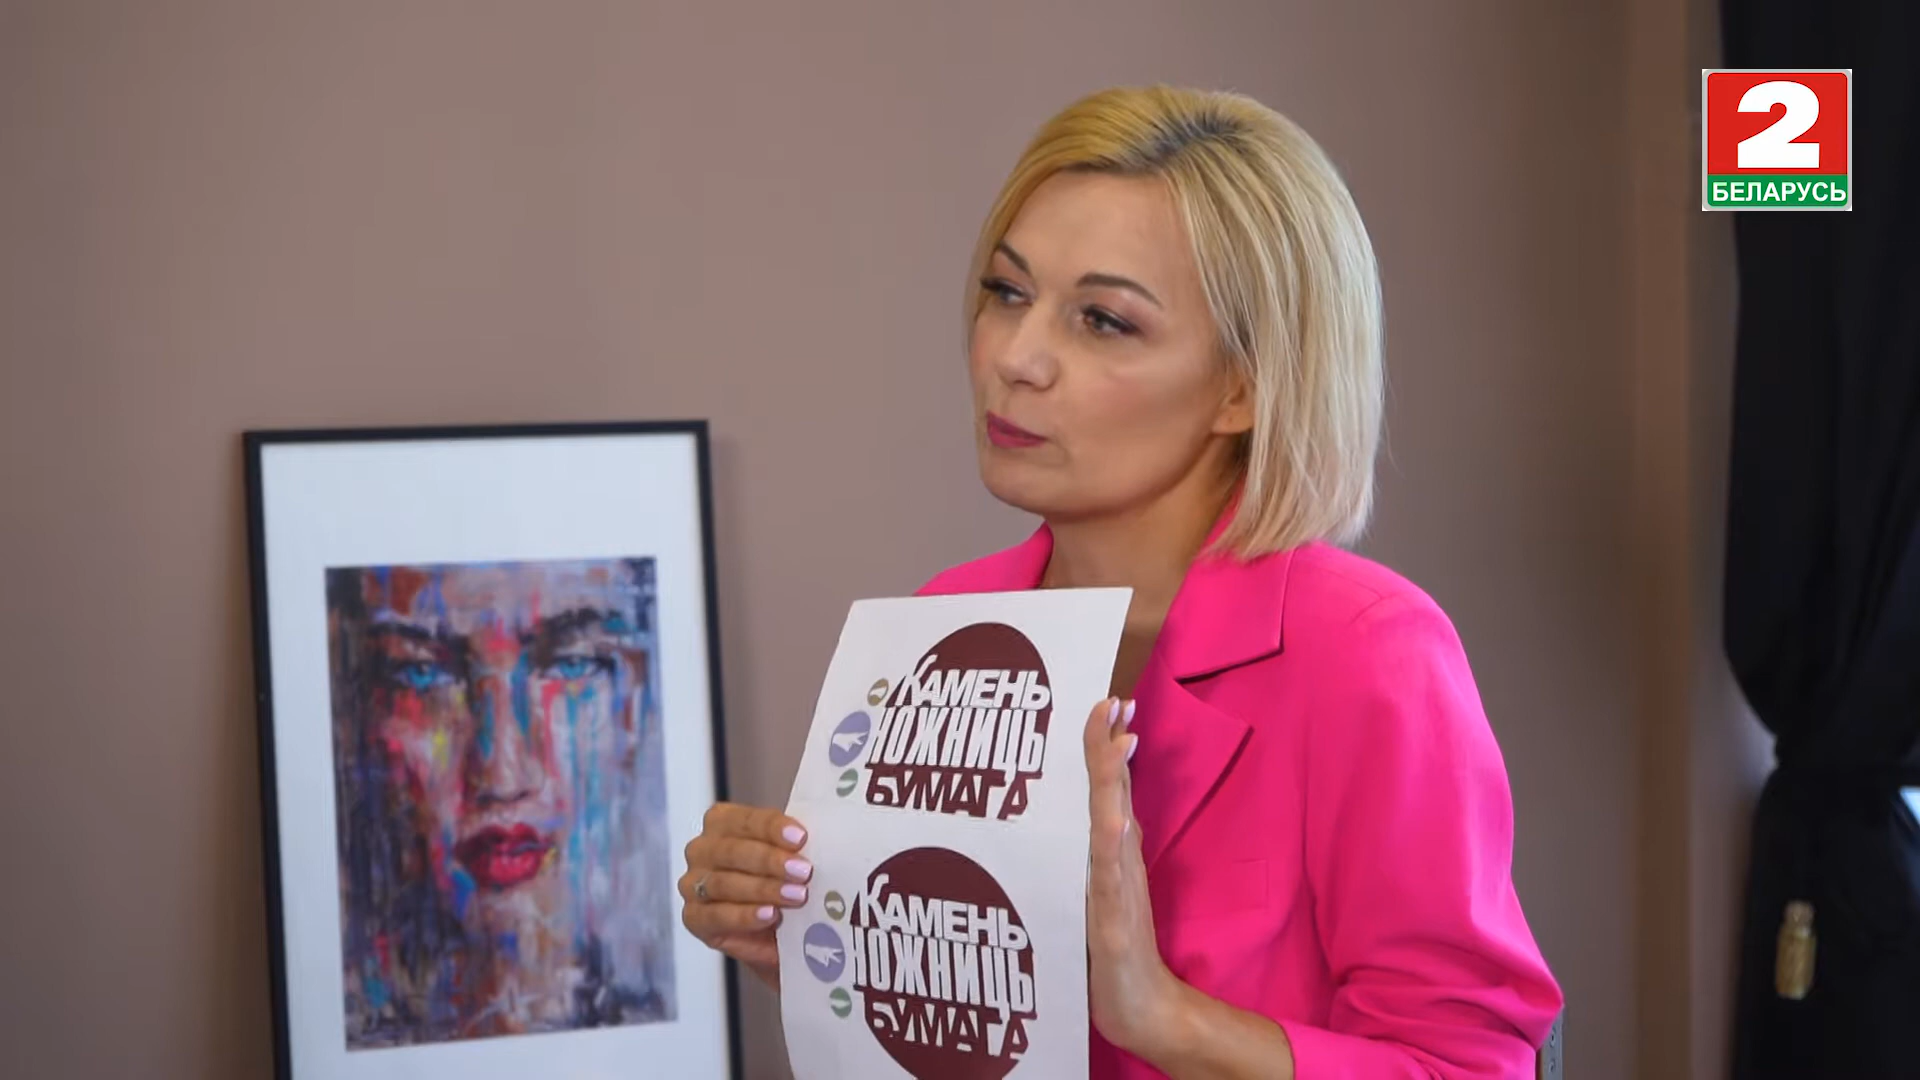 2
БЕЛАРУСЬ
КАМЕНЬ
НОЖНИЦЬ
БУМАГА
КАМЕНЬ
НОЖНИЦЬ
БУМАГА